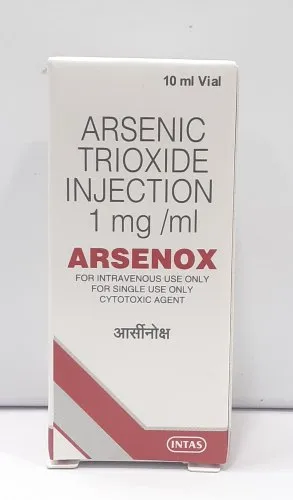 10 ml Vial
ARSENIC
TRIOXIDE
INJECTION
1 mg /ml
ARSENOX
FOR INTRAVENOUS USE ONLY
FOR SINGLE USE ONLY
CYTOTOXIC AGENT
आर्सीनोक्ष
INTAS